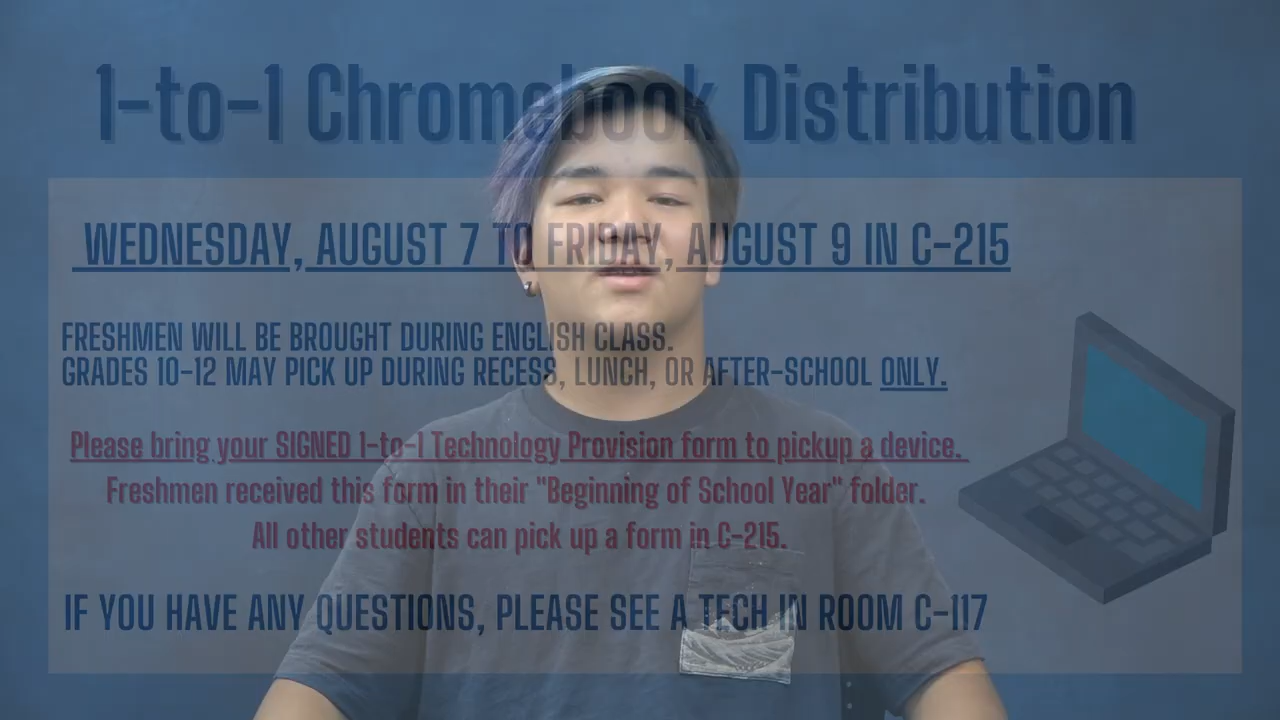 1-to-1 Chromebook Distribution
WEDNESDAY, AUGUST 7 TO FRIDAY, AUGUST 9 IN C-215
FRESHMEN WILL BE BROUGHT DURING ENGLISH CLASS.
GRADES 10-12 MAY PICK UP DURING RECESS, LUNCH, OR AFTER-SCHOOL ONLY.
Please bring your SIGNED 1-to-1 Technology Provision form to pickup a device.
Freshmen received this form in their "Beginning of School Year" folder.
All other students can pick up a form in C-215.
IF YOU HAVE ANY QUESTIONS, PLEASE SEE A TECH IN ROOM C-117